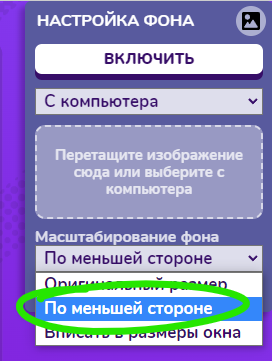 НАСТРОЙКА ФОНА
ВКЛЮЧИТЬ
С компьютера
Перетащите изображение
сюда или выберите с
компьютера
Масштабирование фона
По меньшей стороне
Оригинальный размер
По меньшей стороне
Вписать в размеры окна